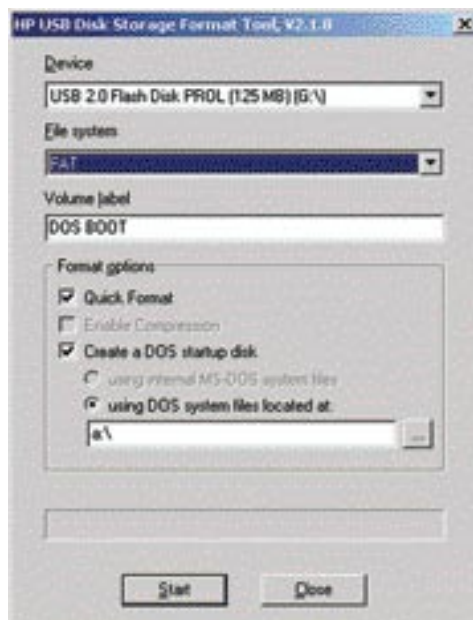 HP USB Disk Storage Format Tool, V2.1.8
Device
USB 2.0 Flash Disk PROL (125 MB) (G:\)
File system
FAT
Volume label
DOS BOOT
Format options
Quick Format
Enable Compression
Create a DOS startup disk
using internal MS-DOS system files
using DOS system files located at:
a:\
...
Start
Close